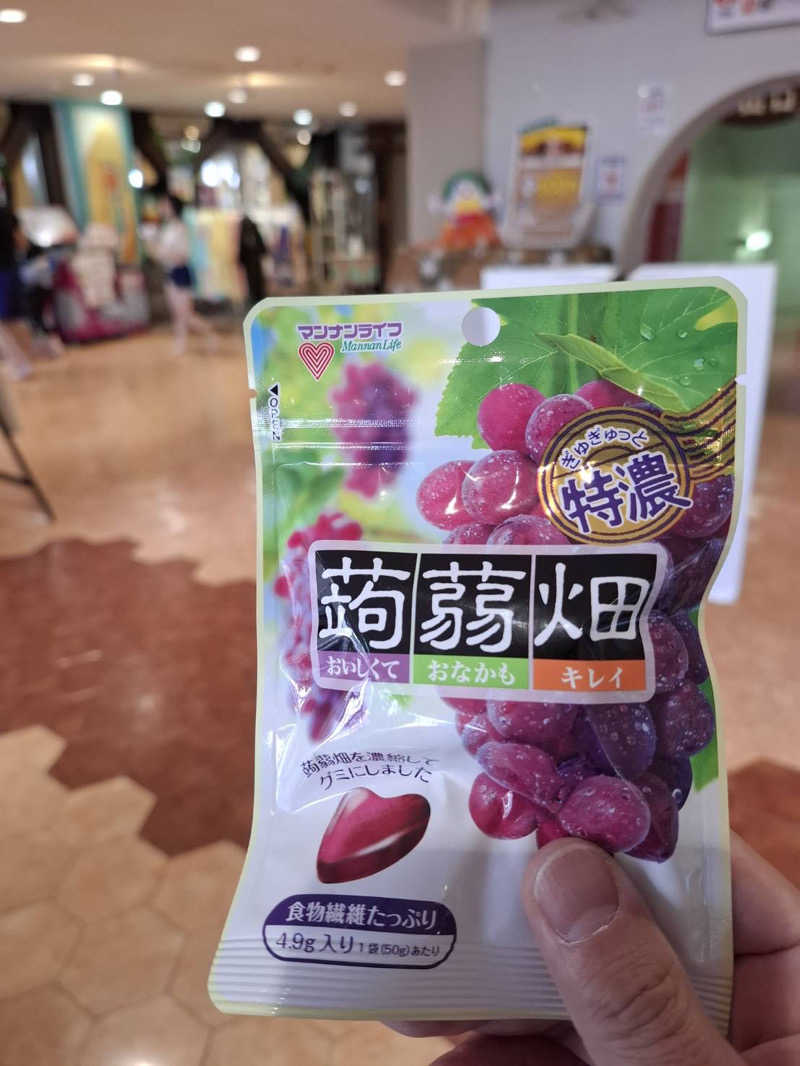 マンナンライフ
MannanLife
ぎゅぎゅっと
特濃
蒟蒻畑
おいしくて おなかも キレイ
蒟蒻畑を濃縮して
グミにしました
食物繊維たっぷり
4.9g入り1袋(50g)あたり